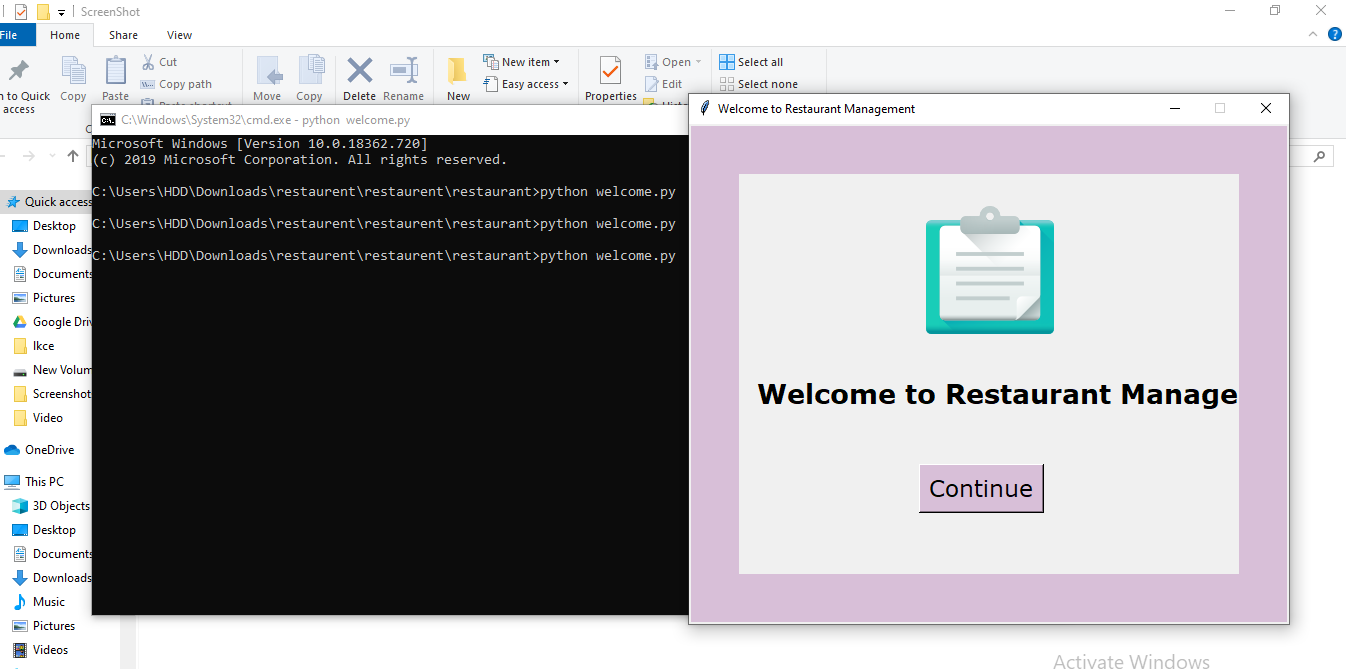 ScreenShot
File
Home
Share
View
n to Quick
access
Copy
Paste
Cut
Copy path
Paste shortcut
Move
Copy
Delete
Rename
New
New item
Easy access
Properties
Open
Edit
Select all
Select none
C:\Windows\System32\cmd.exe - python  welcome.py
Microsoft Windows [Version 10.0.18362.720]
(c) 2019 Microsoft Corporation. All rights reserved.
C:\Users\HDD\Downloads\restaurent\restaurent\restaurant>python welcome.py
C:\Users\HDD\Downloads\restaurent\restaurent\restaurant>python welcome.py
C:\Users\HDD\Downloads\restaurent\restaurent\restaurant>python welcome.py
Quick access
Desktop
Downloads
Documents
Pictures
Google Driv
Ikce
New Volum
Screenshot
Video
OneDrive
This PC
3D Objects
Desktop
Documents
Downloads
Music
Pictures
Videos
Welcome to Restaurant Management
Welcome to Restaurant Manage
Continue
Activate Windows